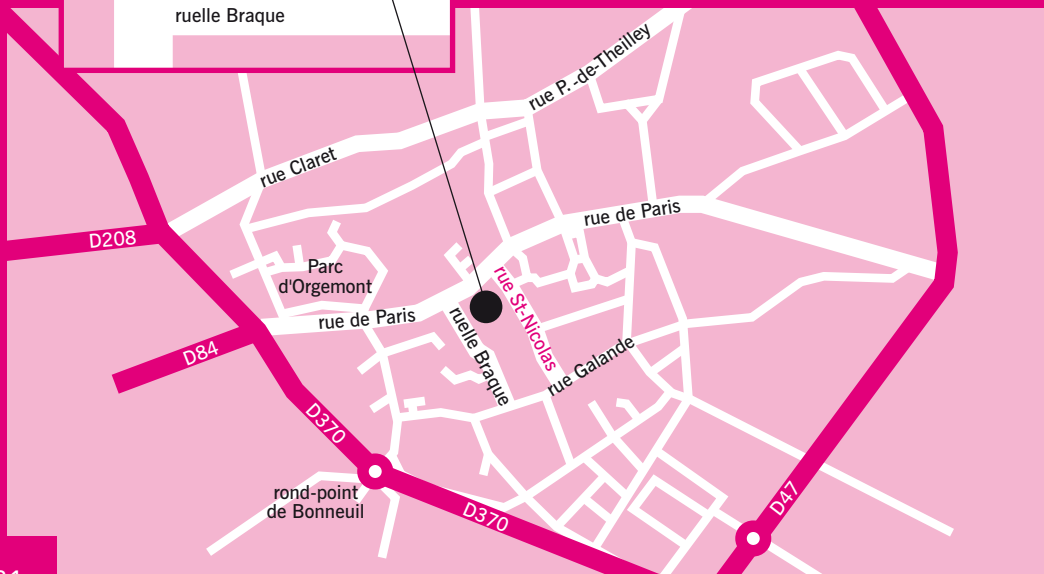 ruelle Braque
rue P.-de-Theilley
rue Claret
rue de Paris
D208
Parc
d'Orgemont
rue St-Nicolas
rue de Paris
ruelle Braque
D84
rue Galande
D370
rond-point
de Bonneuil
D370
D47